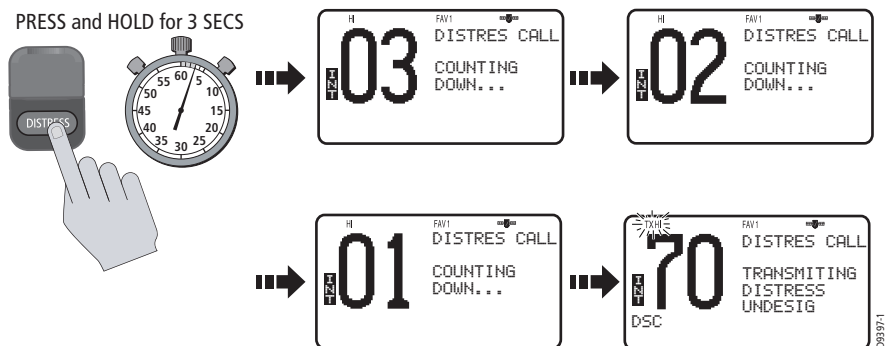 PRESS and HOLD for 3 SECS
DISTRESS
60
5
10
15
20
25
30
35
40
45
50
55
HI FAV1
INT
03
DISTRES CALL
COUNTING
DOWN...
HI FAV1
INT
02
DISTRES CALL
COUNTING
DOWN...
HI FAV1
INT
01
DISTRES CALL
COUNTING
DOWN...
TXHI FAV1
INT
70
DSC
DISTRES CALL
TRANSMITING
DISTRESS
UNDESIG
D9397-1